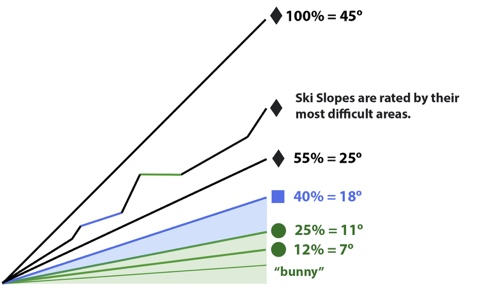 100% = 45º
Ski Slopes are rated by their
most difficult areas.
55% = 25º
40% = 18º
25% = 11º
12% = 7º
“bunny”